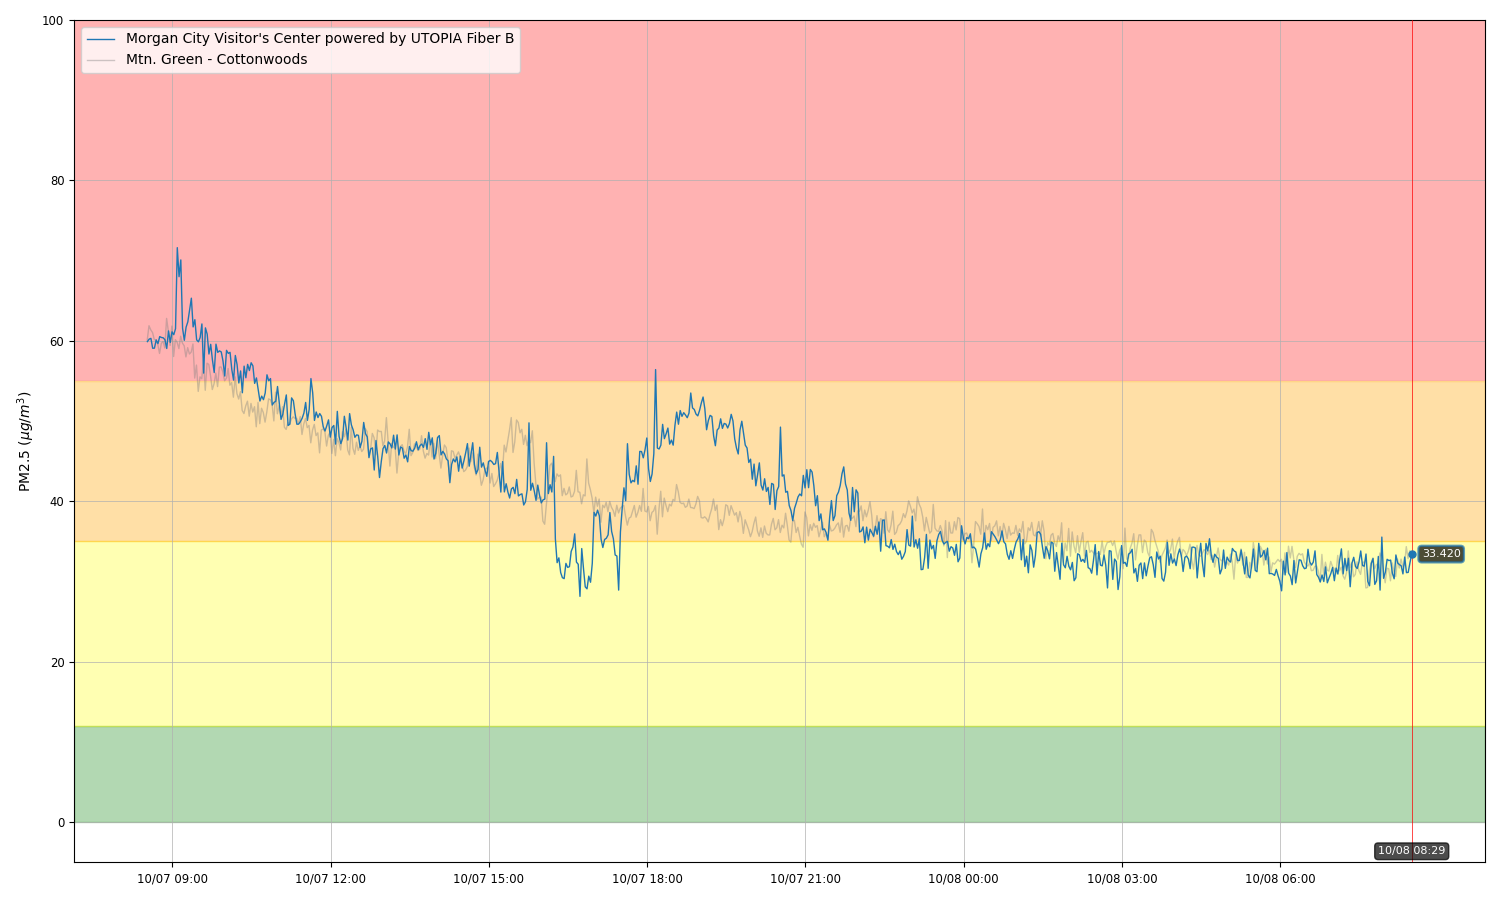 100
Morgan City Visitor's Center powered by UTOPIA Fiber B
Mtn. Green - Cottonwoods
80
60
PM2.5 (μg/m³)
40
33.420
20
0
10/08 08:29
10/07 09:00 10/07 12:00 10/07 15:00 10/07 18:00 10/07 21:00 10/08 00:00 10/08 03:00 10/08 06:00